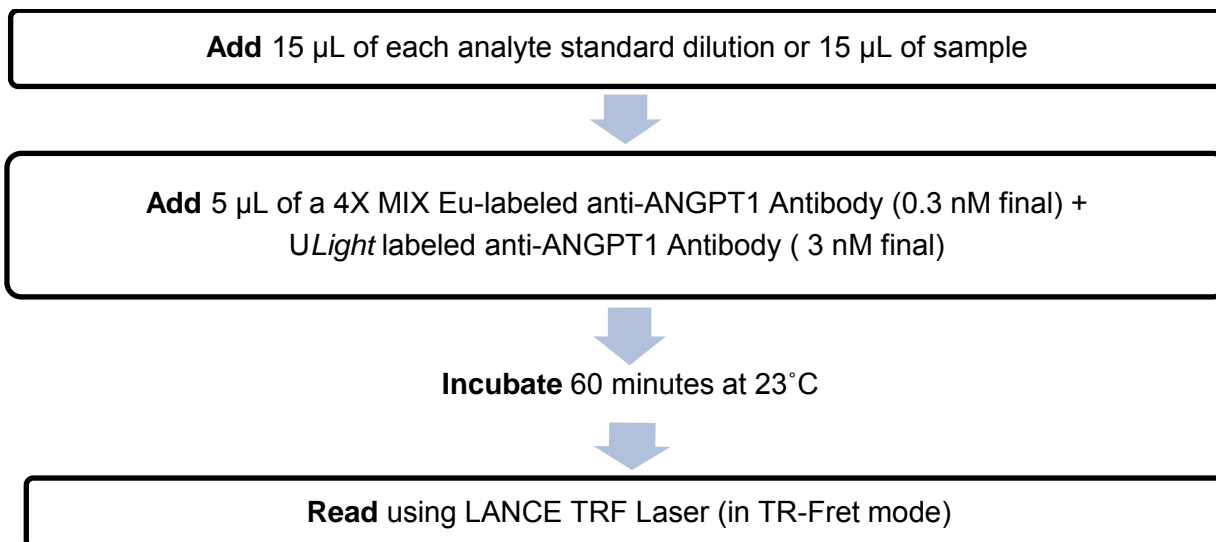 Add 15 µL of each analyte standard dilution or 15 µL of sample
Add 5 µL of a 4X MIX Eu-labeled anti-ANGPT1 Antibody (0.3 nM final) +
ULight labeled anti-ANGPT1 Antibody ( 3 nM final)
Incubate 60 minutes at 23˚C
Read using LANCE TRF Laser (in TR-Fret mode)